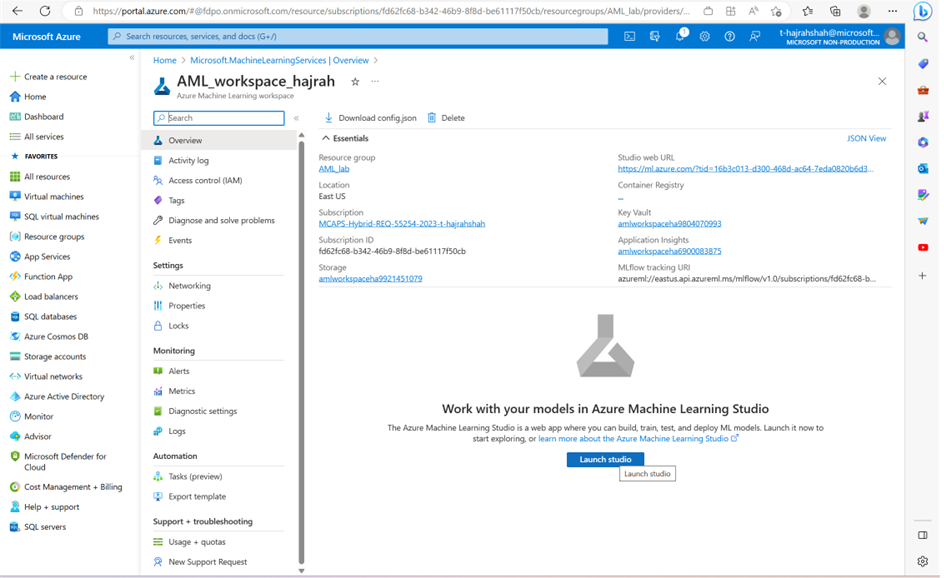 https://portal.azure.com/#@fdpo.onmicrosoft.com/resource/subscriptions/fd62fc68-b342-46b9-8f8d-be61117f50cb/resourcegroups/AML_lab/providers/...
Microsoft Azure
Search resources, services, and docs (G+/)
1
t-hajrahshah@microsoft....
MICROSOFT NON-PRODUCTION
Create a resource
Home
Dashboard
All services
FAVORITES
All resources
Virtual machines
SQL virtual machines
Resource groups
App Services
Function App
Load balancers
SQL databases
Azure Cosmos DB
Storage accounts
Virtual networks
Azure Active Directory
Monitor
Advisor
Microsoft Defender for
Cloud
Cost Management + Billing
Help + support
SQL servers
Home > Microsoft.MachineLearningServices | Overview >
AML_workspace_hajrah
Azure Machine Learning workspace
Search
Overview
Activity log
Access control (IAM)
Tags
Diagnose and solve problems
Events
Settings
Networking
Properties
Locks
Monitoring
Alerts
Metrics
Diagnostic settings
Logs
Automation
Tasks (preview)
Export template
Support + troubleshooting
Usage + quotas
New Support Request
Download config.json
Delete
Essentials
JSON View
Resource group
AML_lab
Location
East US
Subscription
MCAPS-Hybrid-REQ-55254-2023-t-hajrahshah
Subscription ID
fd62fc68-b342-46b9-8f8d-be61117f50cb
Storage
amlworkspaceha9921451079
Studio web URL
https://ml.azure.com/?tid=16b3c013-d300-468d-ac64-7eda0820b6d3...
Container Registry
...
Key Vault
amlworkspaceha9804070993
Application Insights
amlworkspaceha6900083875
MLflow tracking URI
azureml://eastus.api.azureml.ms/mlflow/v1.0/subscriptions/fd62fc68-b...
Work with your models in Azure Machine Learning Studio
The Azure Machine Learning Studio is a web app where you can build, train, test, and deploy ML models. Launch it now to
start exploring, or learn more about the Azure Machine Learning Studio
Launch studio
Launch studio